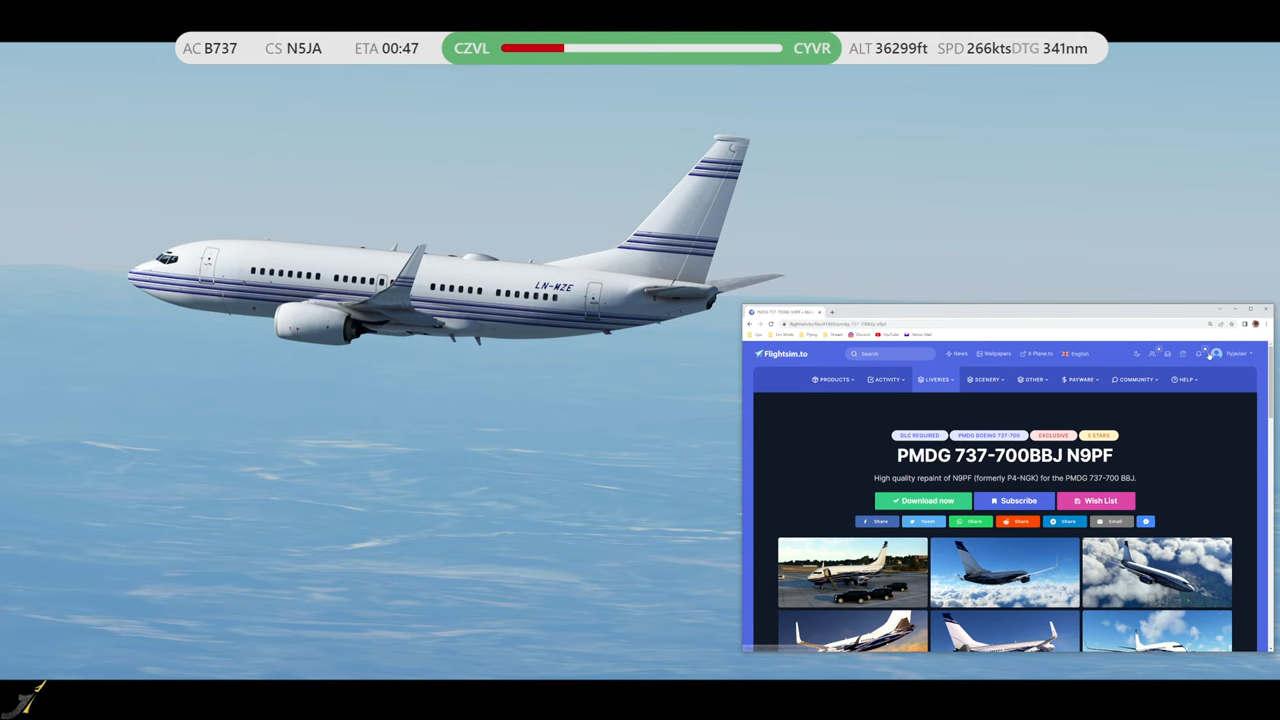 AC B737 CS N5JA ETA 00:47 CZVL CYVR ALT 36299ft SPD 266kts DTG 341nm
LN-MZE
Flightsim.to Search News Wallpapers X-Plane.to English
PRODUCTS ACTIVITY LIVERIES SCENERY OTHER PAYWARE COMMUNITY HELP
DLC REQUIRED PMDG BOEING 737-700 EXCLUSIVE 5 STARS
PMDG 737-700BBJ N9PF
High quality repaint of N9PF (formerly P4-NGK) for the PMDG 737-700 BBJ.
Download now Subscribe Wish List
Share Tweet Share Share Share Email